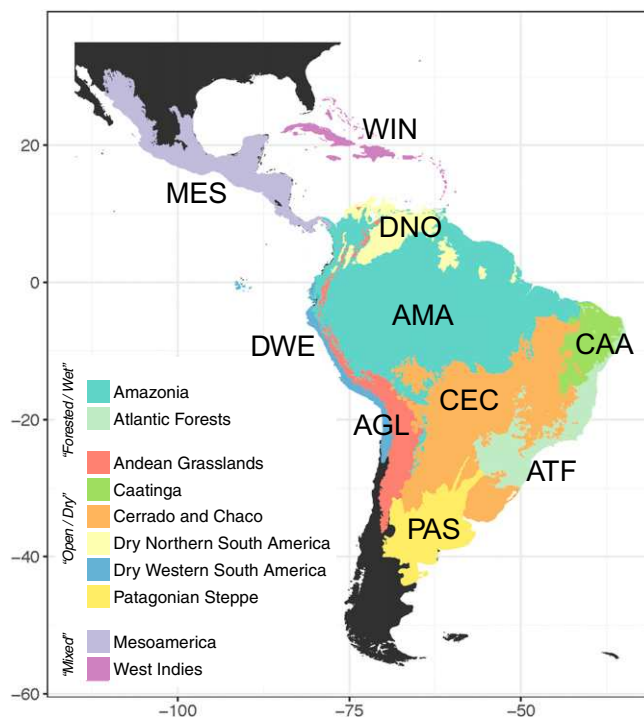 WIN
MES
DNO
AMA
DWE
CAA
CEC
AGL
ATF
PAS
20
0
−20
−40
−60
−100
−75
−50
“Forested / Wet”
Amazonia
Atlantic Forests
“Open / Dry”
Andean Grasslands
Caatinga
Cerrado and Chaco
Dry Northern South America
Dry Western South America
Patagonian Steppe
“Mixed”
Mesoamerica
West Indies